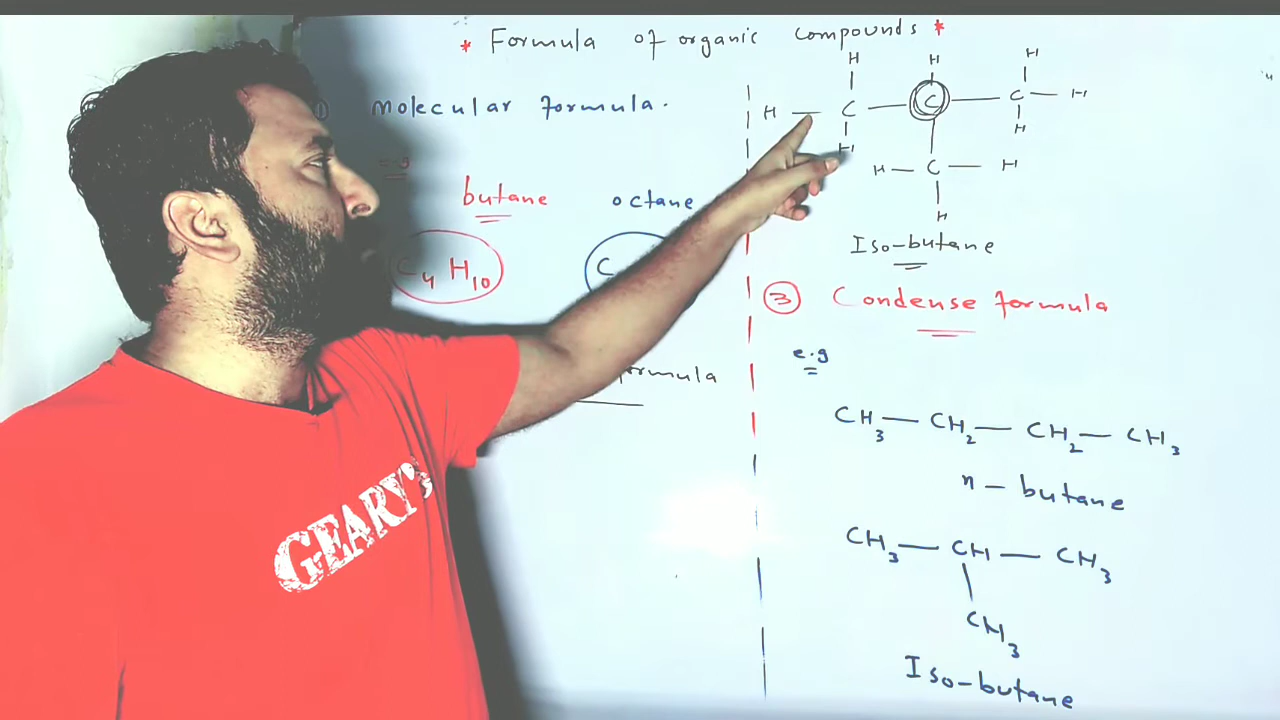 * Formula of organic compounds *
molecular formula.
e.g
butane octane
C4 H10 C
formula
H H H
H — C — C — C — H
H H
H — C — H
H
Iso-butane
③ Condense formula
e.g
CH3 — CH2 — CH2 — CH3
n - butane
CH3 — CH — CH3
CH3
Iso-butane
GEARY'S